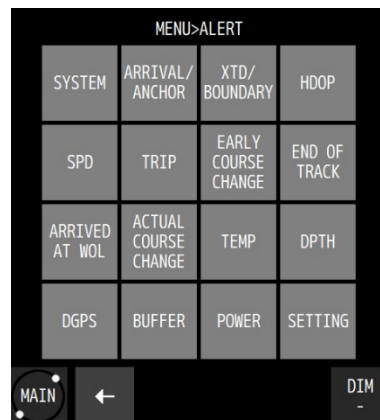 MENU>ALERT
SYSTEM
ARRIVAL/
ANCHOR
XTD/
BOUNDARY
HDOP
SPD
TRIP
EARLY
COURSE
CHANGE
END OF
TRACK
ARRIVED
AT WOL
ACTUAL
COURSE
CHANGE
TEMP
DPTH
DGPS
BUFFER
POWER
SETTING
MAIN
←
DIM
-